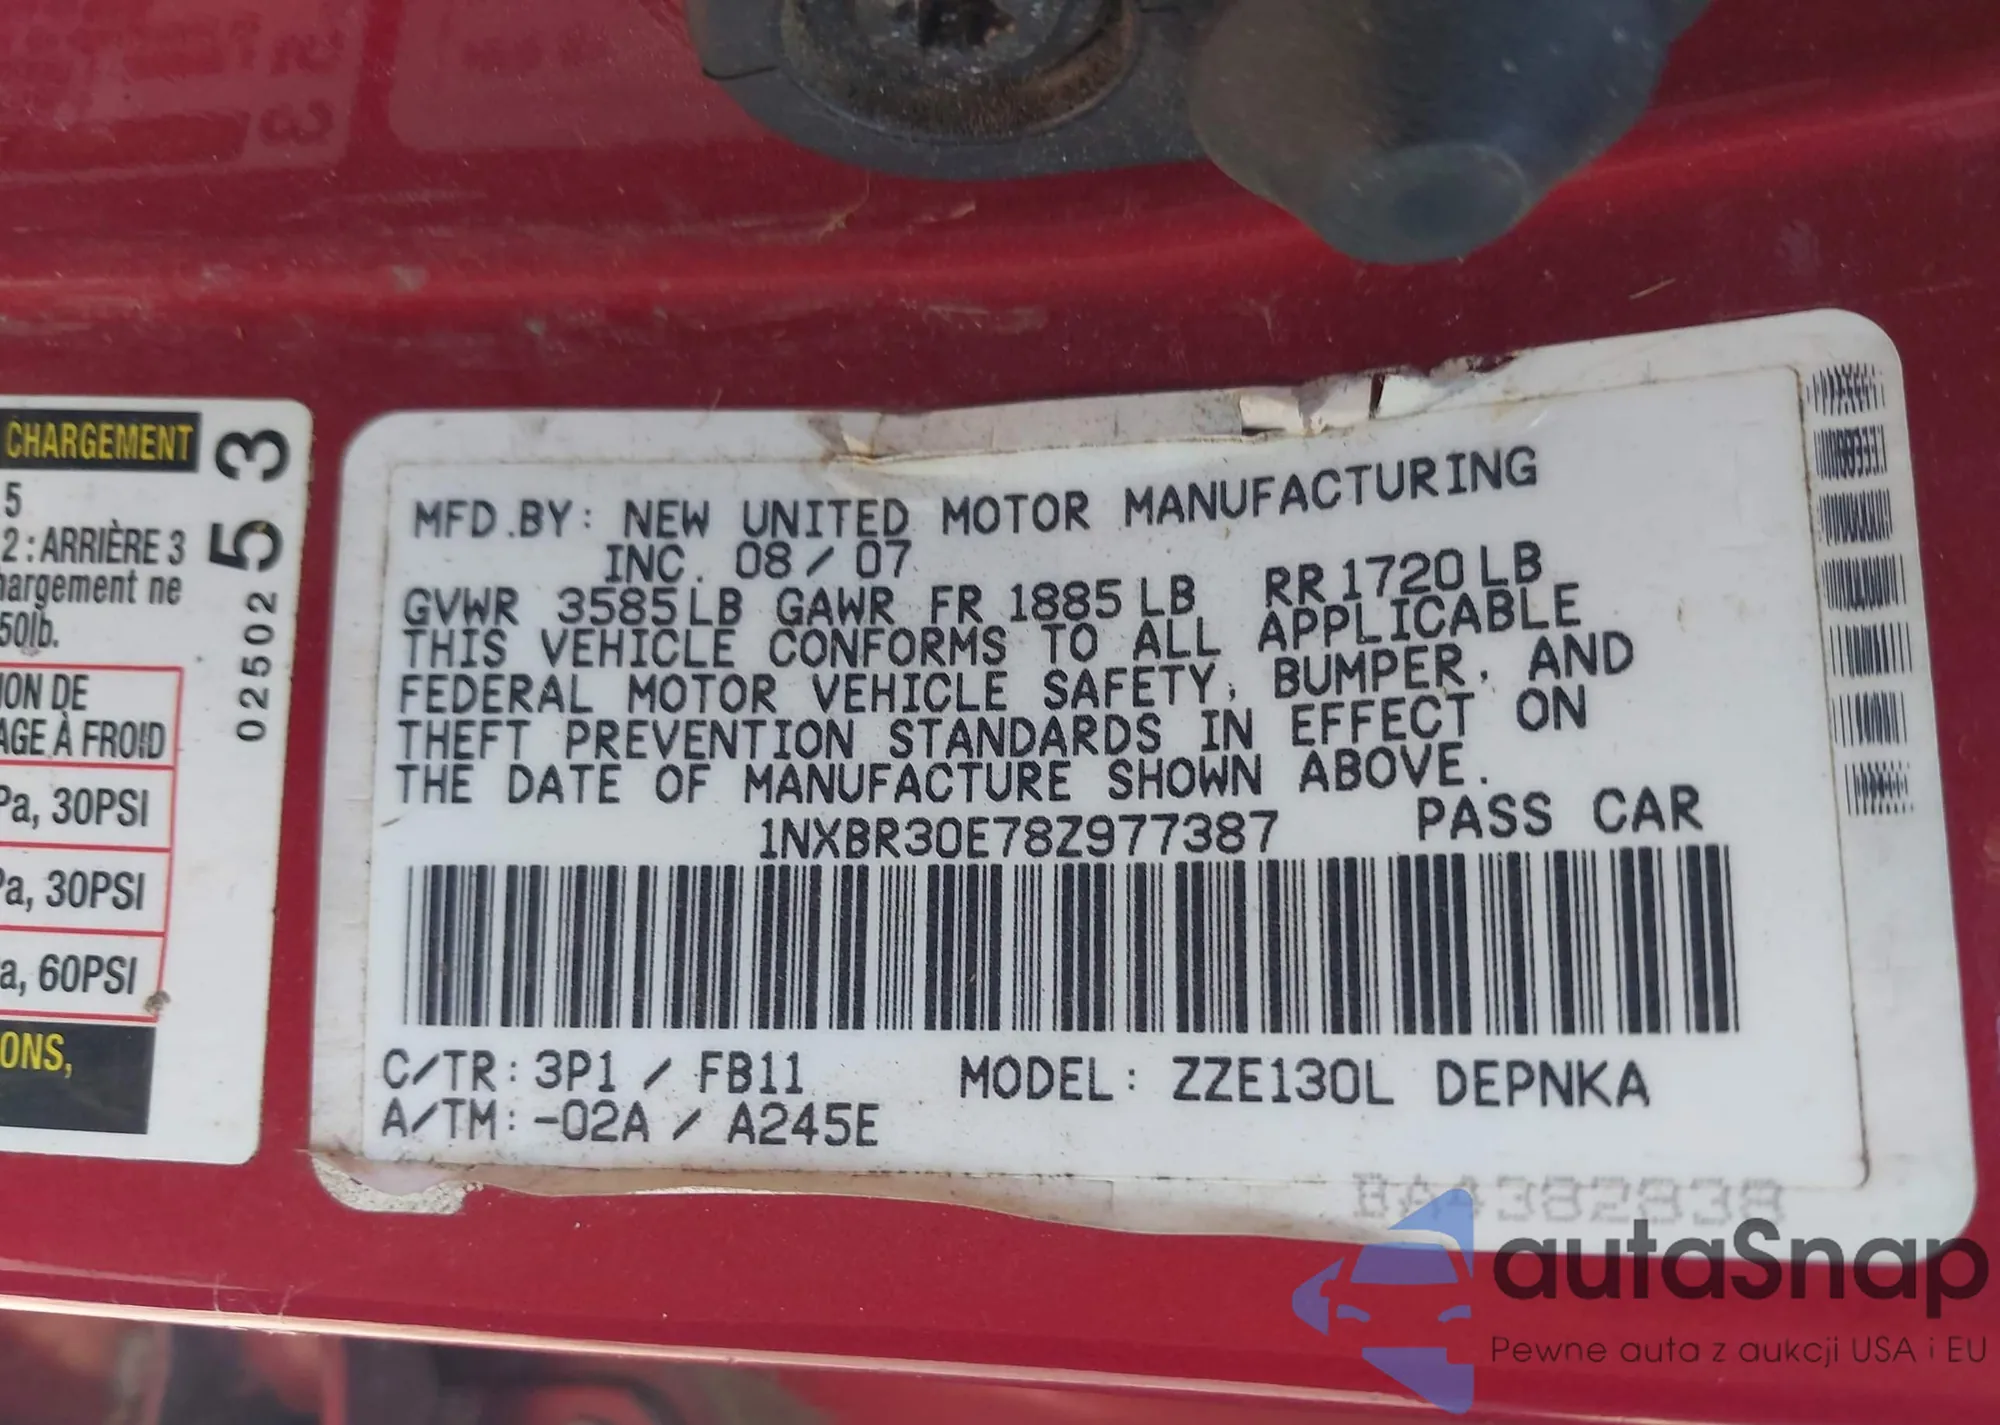 CHARGEMENT
5
2 : ARRIÈRE 3
hargement ne
50lb.
ION DE
AGE À FROID
Pa, 30PSI
Pa, 30PSI
a, 60PSI
ONS,
02502 5 3
MFD.BY: NEW UNITED MOTOR MANUFACTURING
INC. 08/07
GVWR 3585LB GAWR FR 1885LB RR 1720LB
THIS VEHICLE CONFORMS TO ALL APPLICABLE
FEDERAL MOTOR VEHICLE SAFETY, BUMPER, AND
THEFT PREVENTION STANDARDS IN EFFECT ON
THE DATE OF MANUFACTURE SHOWN ABOVE.
1NXBR30E78Z977387 PASS CAR
C/TR: 3P1 / FB11 MODEL: ZZE130L DEPNKA
A/TM: -02A / A245E
BA4382838
autaSnap
Pewne auta z aukcji USA i EU